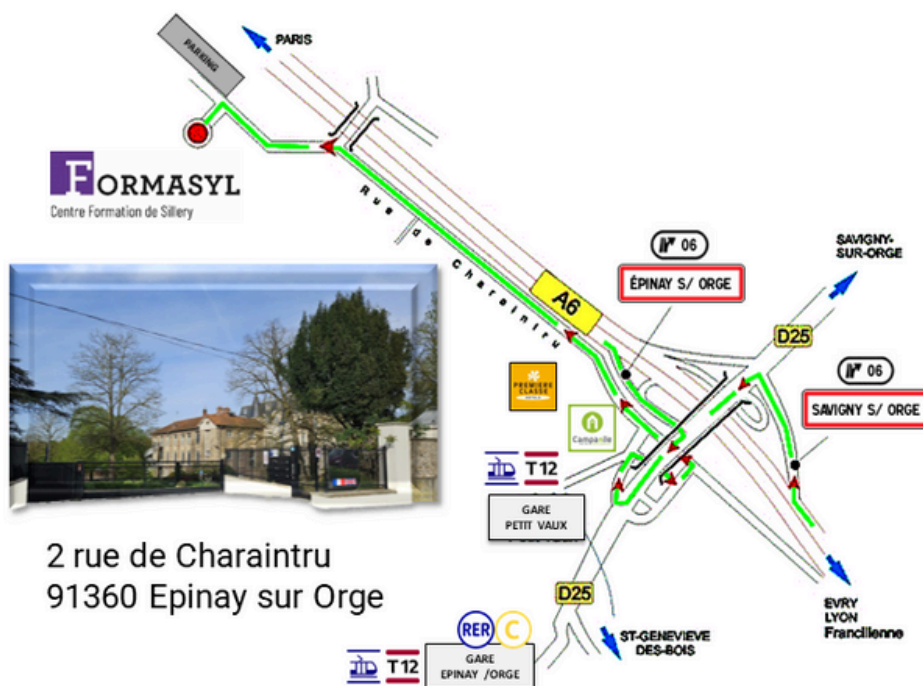 PARKING
PARIS
FORMASYL
Centre Formation de Sillery
Rue de Charaintru
06
ÉPINAY S/ ORGE
SAVIGNY-
SUR-ORGE
A6
D25
06
SAVIGNY S/ ORGE
PREMIERE
CLASSE
Campanile
T12
GARE
PETIT VAUX
2 rue de Charaintru
91360 Epinay sur Orge
D25
EVRY
LYON
Francilienne
RER C
ST-GENEVIEVE
DES-BOIS
T12
GARE
EPINAY /ORGE